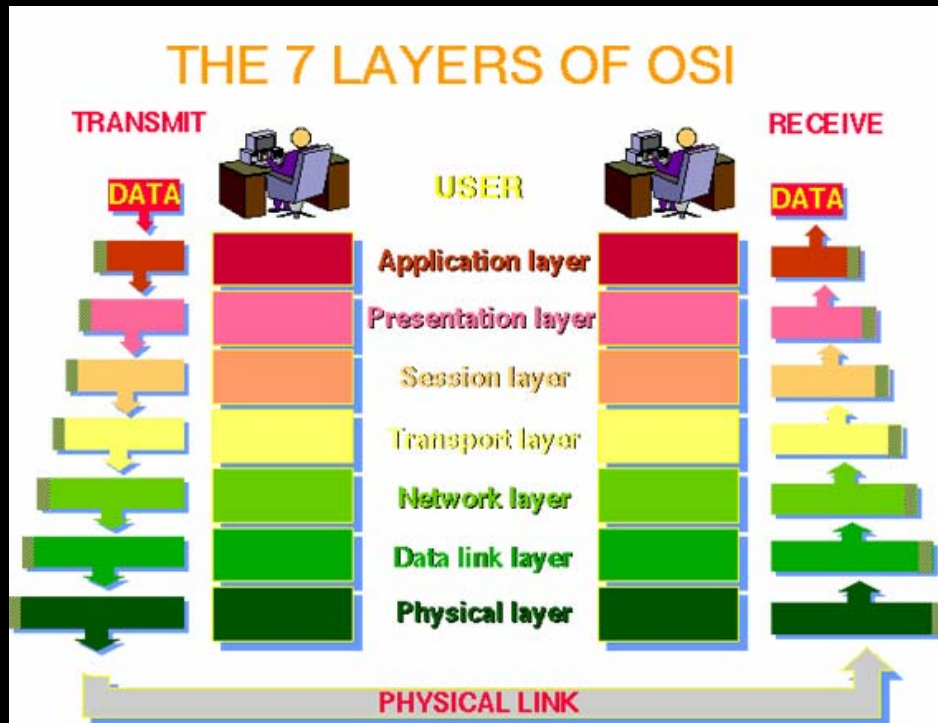 THE 7 LAYERS OF OSI
TRANSMIT
RECEIVE
DATA
USER
DATA
Application layer
Presentation layer
Session layer
Transport layer
Network layer
Data link layer
Physical layer
PHYSICAL LINK